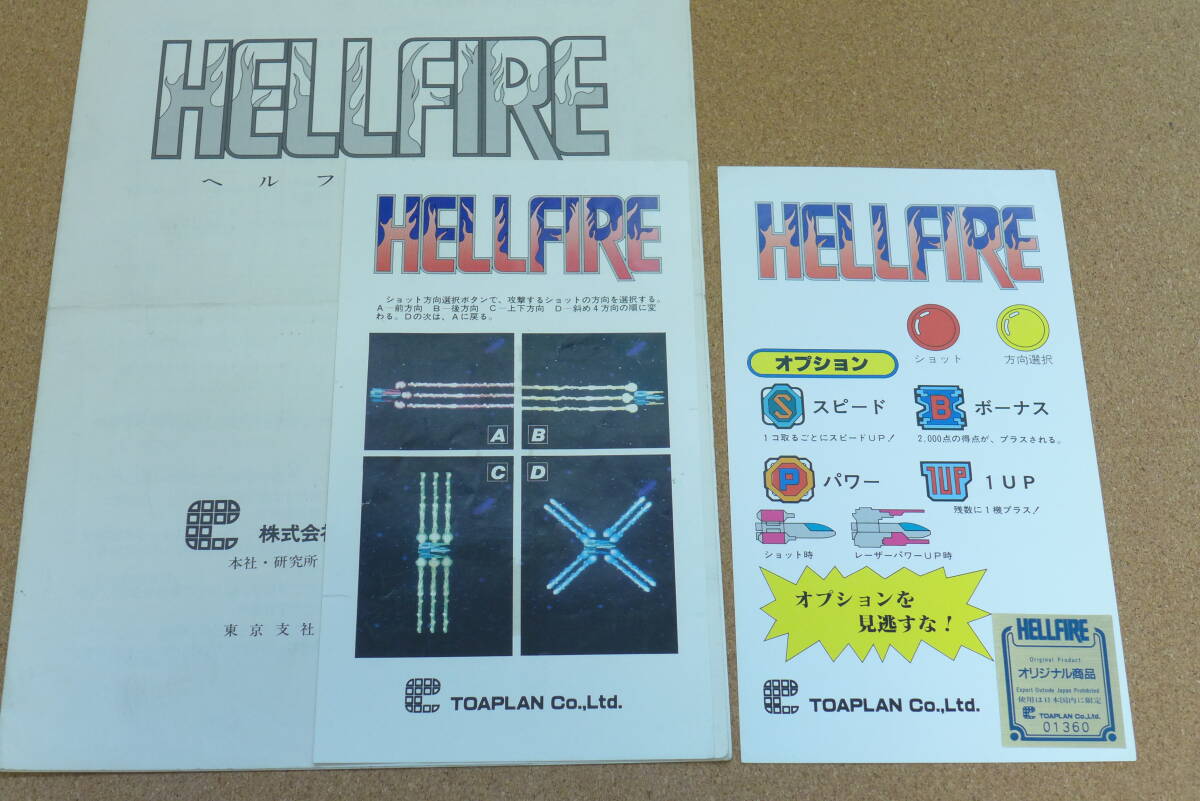 HELLFIRE
ヘルフ
株式会
本社・研究所
東京支社
HELLFIRE
ショット方向選択ボタンで、攻撃するショットの方向を選択する。
A─前方向 B─後方向 C─上下方向 D─斜め4方向の順に変
わる。Dの次は、Aに戻る。
A
B
C
D
TOAPLAN Co.,Ltd.
HELLFIRE
ショット
方向選択
オプション
S スピード
1コ取るごとにスピードUP!
B ボーナス
2,000点の得点が、プラスされる。
P パワー
1UP 1UP
残数に1機プラス!
ショット時
レーザーパワーUP時
オプションを
見逃すな!
TOAPLAN Co.,Ltd.
HELLFIRE
Original Product
オリジナル商品
Export Outside Japan Prohibited
使用は日本国内に限定
TOAPLAN Co.,Ltd.
01360